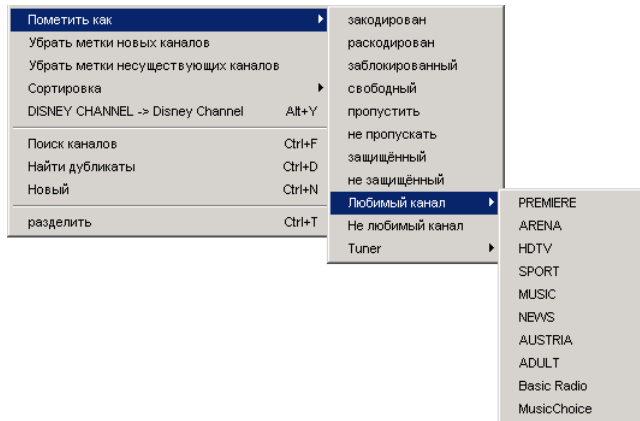 Пометить как
Убрать метки новых каналов
Убрать метки несуществующих каналов
Сортировка
DISNEY CHANNEL -> Disney Channel Alt+Y
Поиск каналов Ctrl+F
Найти дубликаты Ctrl+D
Новый Ctrl+N
разделить Ctrl+T
закодирован
раскодирован
заблокированный
свободный
пропустить
не пропускать
защищённый
не защищённый
Любимый канал
Не любимый канал
Tuner
PREMIERE
ARENA
HDTV
SPORT
MUSIC
NEWS
AUSTRIA
ADULT
Basic Radio
MusicChoice